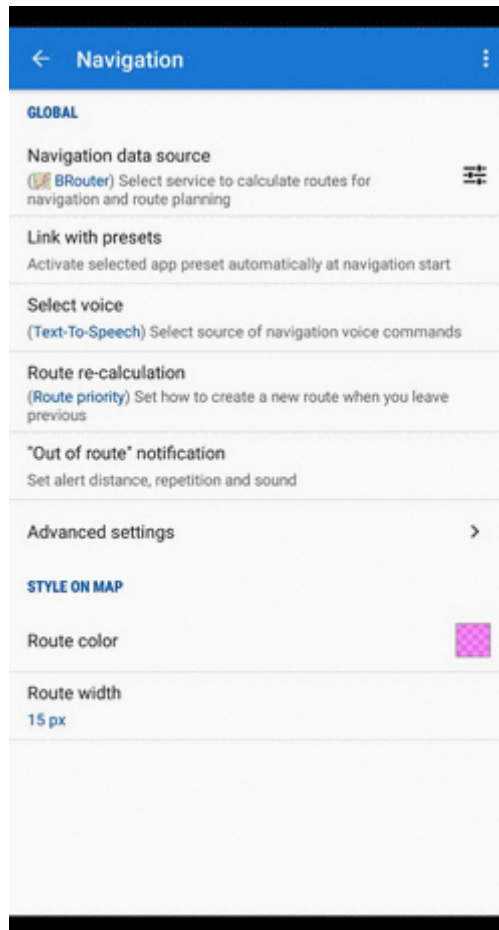 Navigation
GLOBAL
Navigation data source
(BRouter) Select service to calculate routes for
navigation and route planning
Link with presets
Activate selected app preset automatically at navigation start
Select voice
(Text-To-Speech) Select source of navigation voice commands
Route re-calculation
(Route priority) Set how to create a new route when you leave
previous
"Out of route" notification
Set alert distance, repetition and sound
Advanced settings
STYLE ON MAP
Route color
Route width
15 px